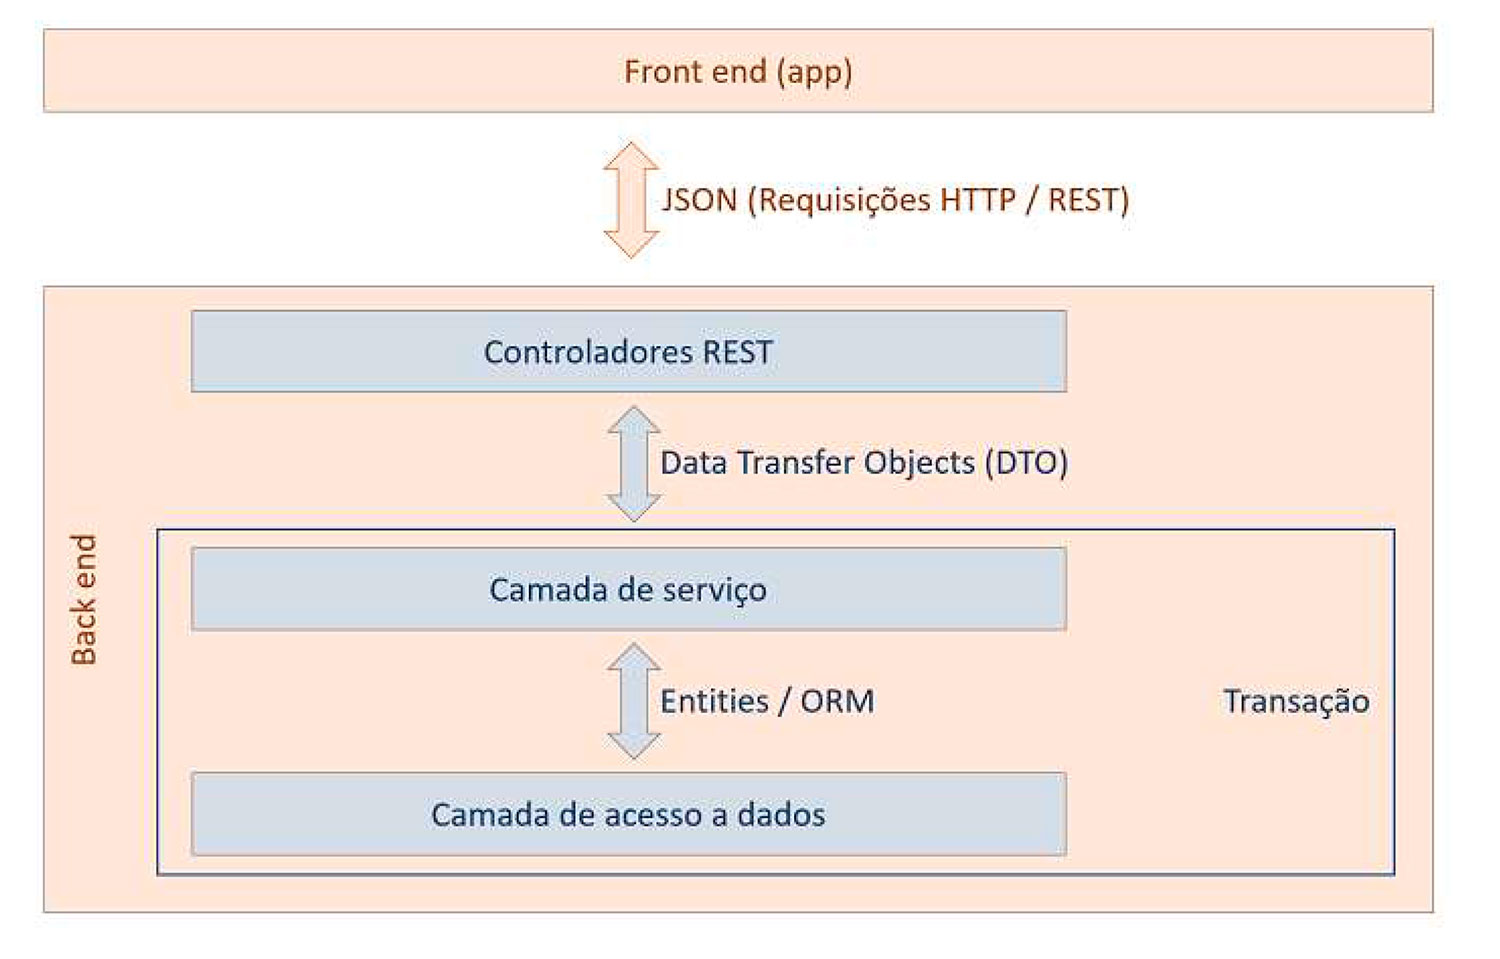 Front end (app)
JSON (Requisições HTTP / REST)
Controladores REST
Data Transfer Objects (DTO)
Back end
Camada de serviço
Entities / ORM
Transação
Camada de acesso a dados